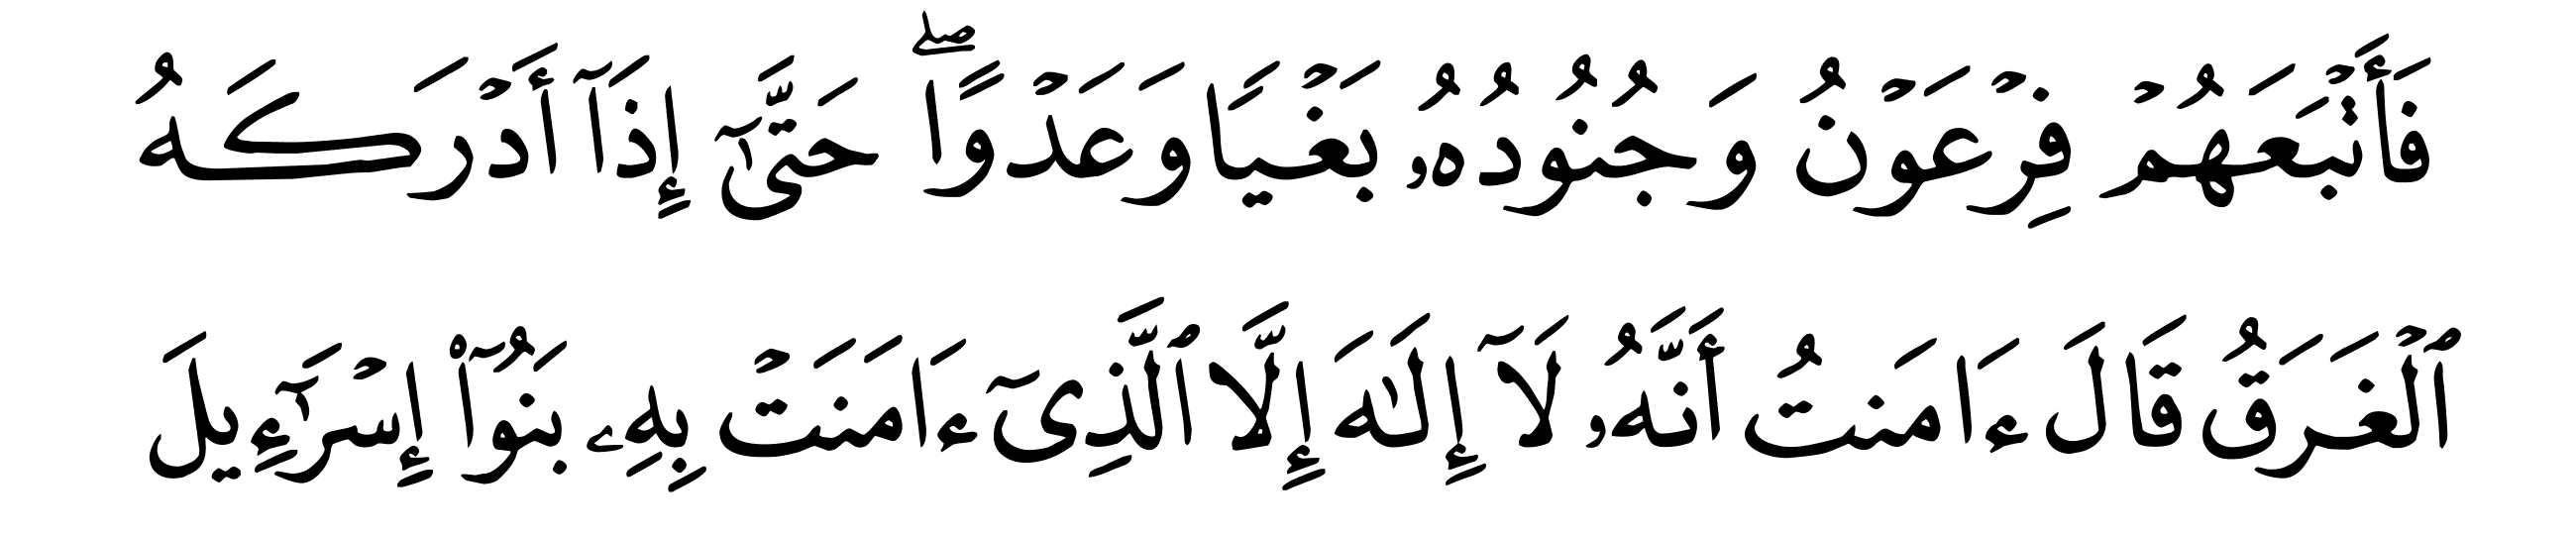 فَأَتۡبَعَهُمۡ فِرۡعَوۡنُ وَجُنُودُهُۥ بَغۡيٗا وَعَدۡوًاۖ حَتَّىٰٓ إِذَآ أَدۡرَكَهُ
ٱلۡغَرَقُ قَالَ ءَامَنتُ أَنَّهُۥ لَآ إِلَٰهَ إِلَّا ٱلَّذِيٓ ءَامَنَتۡ بِهِۦ بَنُوٓاْ إِسۡرَٰٓءِيلَ